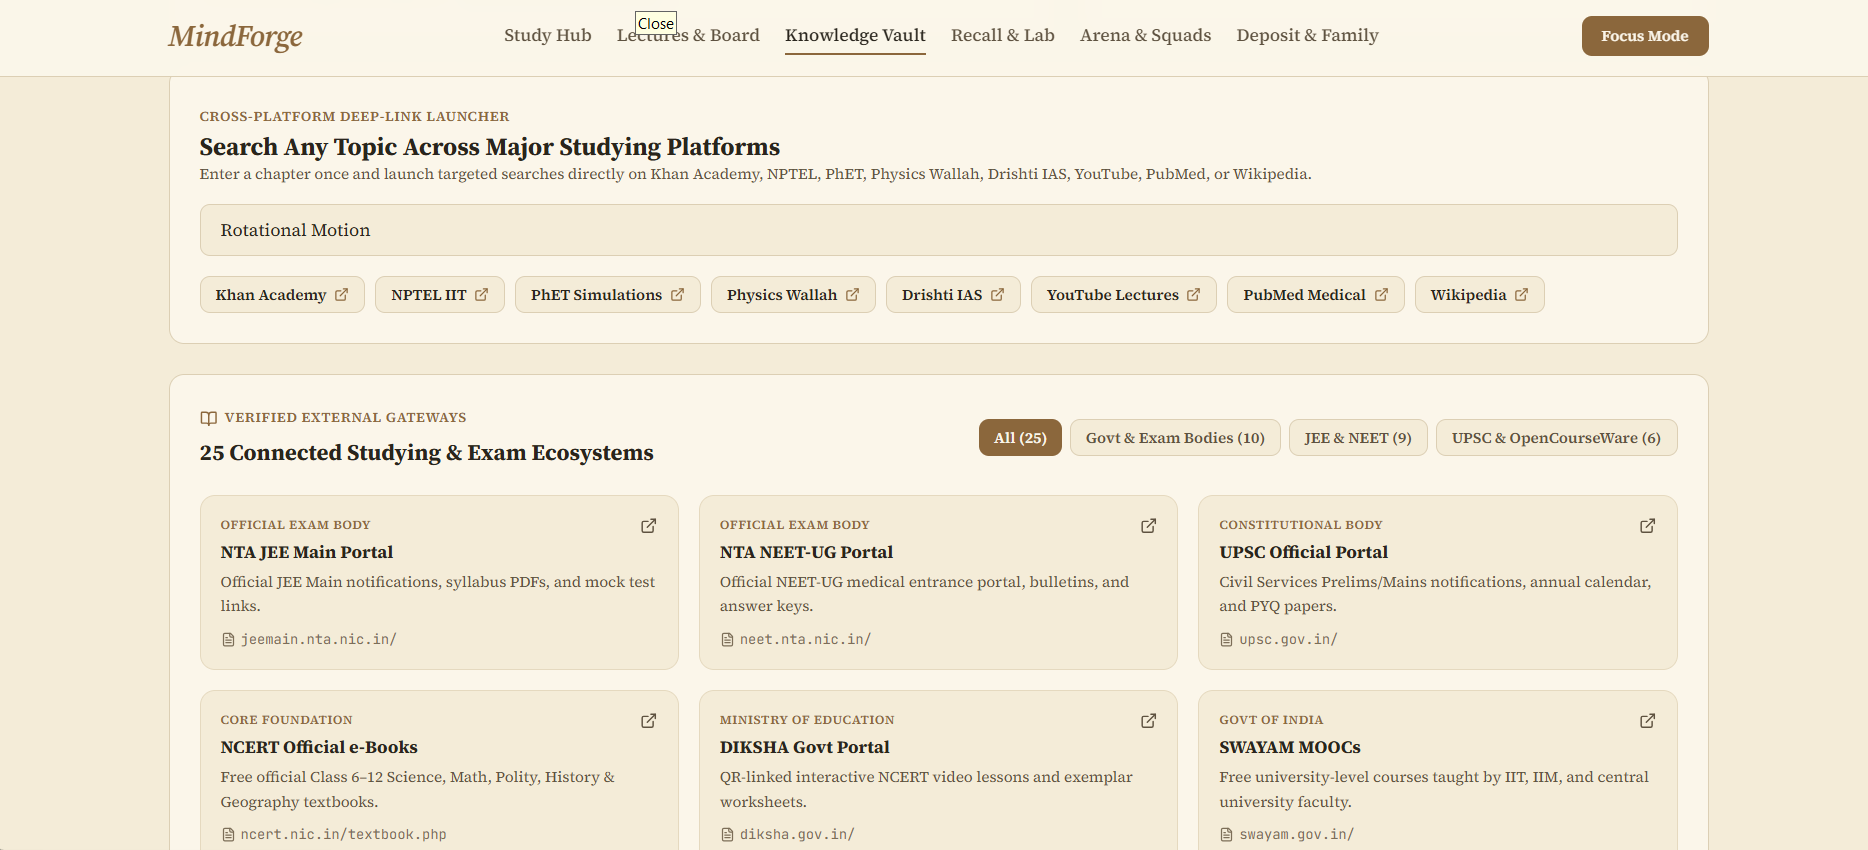 MindForge
Study Hub
Lectures & Board
Close
Knowledge Vault
Recall & Lab
Arena & Squads
Deposit & Family
Focus Mode
CROSS-PLATFORM DEEP-LINK LAUNCHER
Search Any Topic Across Major Studying Platforms
Enter a chapter once and launch targeted searches directly on Khan Academy, NPTEL, PhET, Physics Wallah, Drishti IAS, YouTube, PubMed, or Wikipedia.
Rotational Motion
Khan Academy
NPTEL IIT
PhET Simulations
Physics Wallah
Drishti IAS
YouTube Lectures
PubMed Medical
Wikipedia
VERIFIED EXTERNAL GATEWAYS
25 Connected Studying & Exam Ecosystems
All (25)
Govt & Exam Bodies (10)
JEE & NEET (9)
UPSC & OpenCourseWare (6)
OFFICIAL EXAM BODY
NTA JEE Main Portal
Official JEE Main notifications, syllabus PDFs, and mock test
links.
jeemain.nta.nic.in/
OFFICIAL EXAM BODY
NTA NEET-UG Portal
Official NEET-UG medical entrance portal, bulletins, and
answer keys.
neet.nta.nic.in/
CONSTITUTIONAL BODY
UPSC Official Portal
Civil Services Prelims/Mains notifications, annual calendar,
and PYQ papers.
upsc.gov.in/
CORE FOUNDATION
NCERT Official e-Books
Free official Class 6–12 Science, Math, Polity, History &
Geography textbooks.
ncert.nic.in/textbook.php
MINISTRY OF EDUCATION
DIKSHA Govt Portal
QR-linked interactive NCERT video lessons and exemplar
worksheets.
diksha.gov.in/
GOVT OF INDIA
SWAYAM MOOCs
Free university-level courses taught by IIT, IIM, and central
university faculty.
swayam.gov.in/